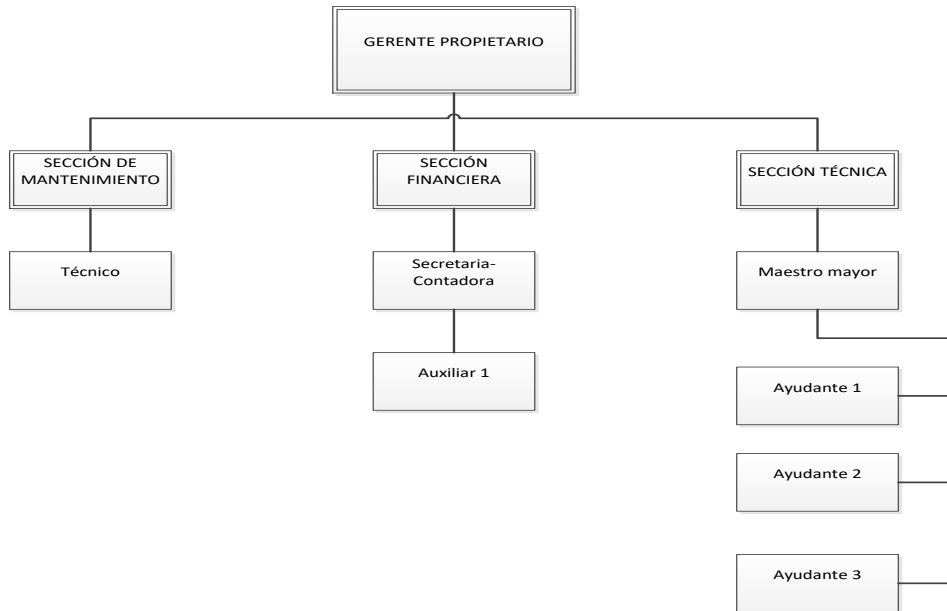 GERENTE PROPIETARIO
SECCIÓN DE
MANTENIMIENTO
SECCIÓN
FINANCIERA
SECCIÓN TÉCNICA
Técnico
Secretaria-
Contadora
Maestro mayor
Auxiliar 1
Ayudante 1
Ayudante 2
Ayudante 3